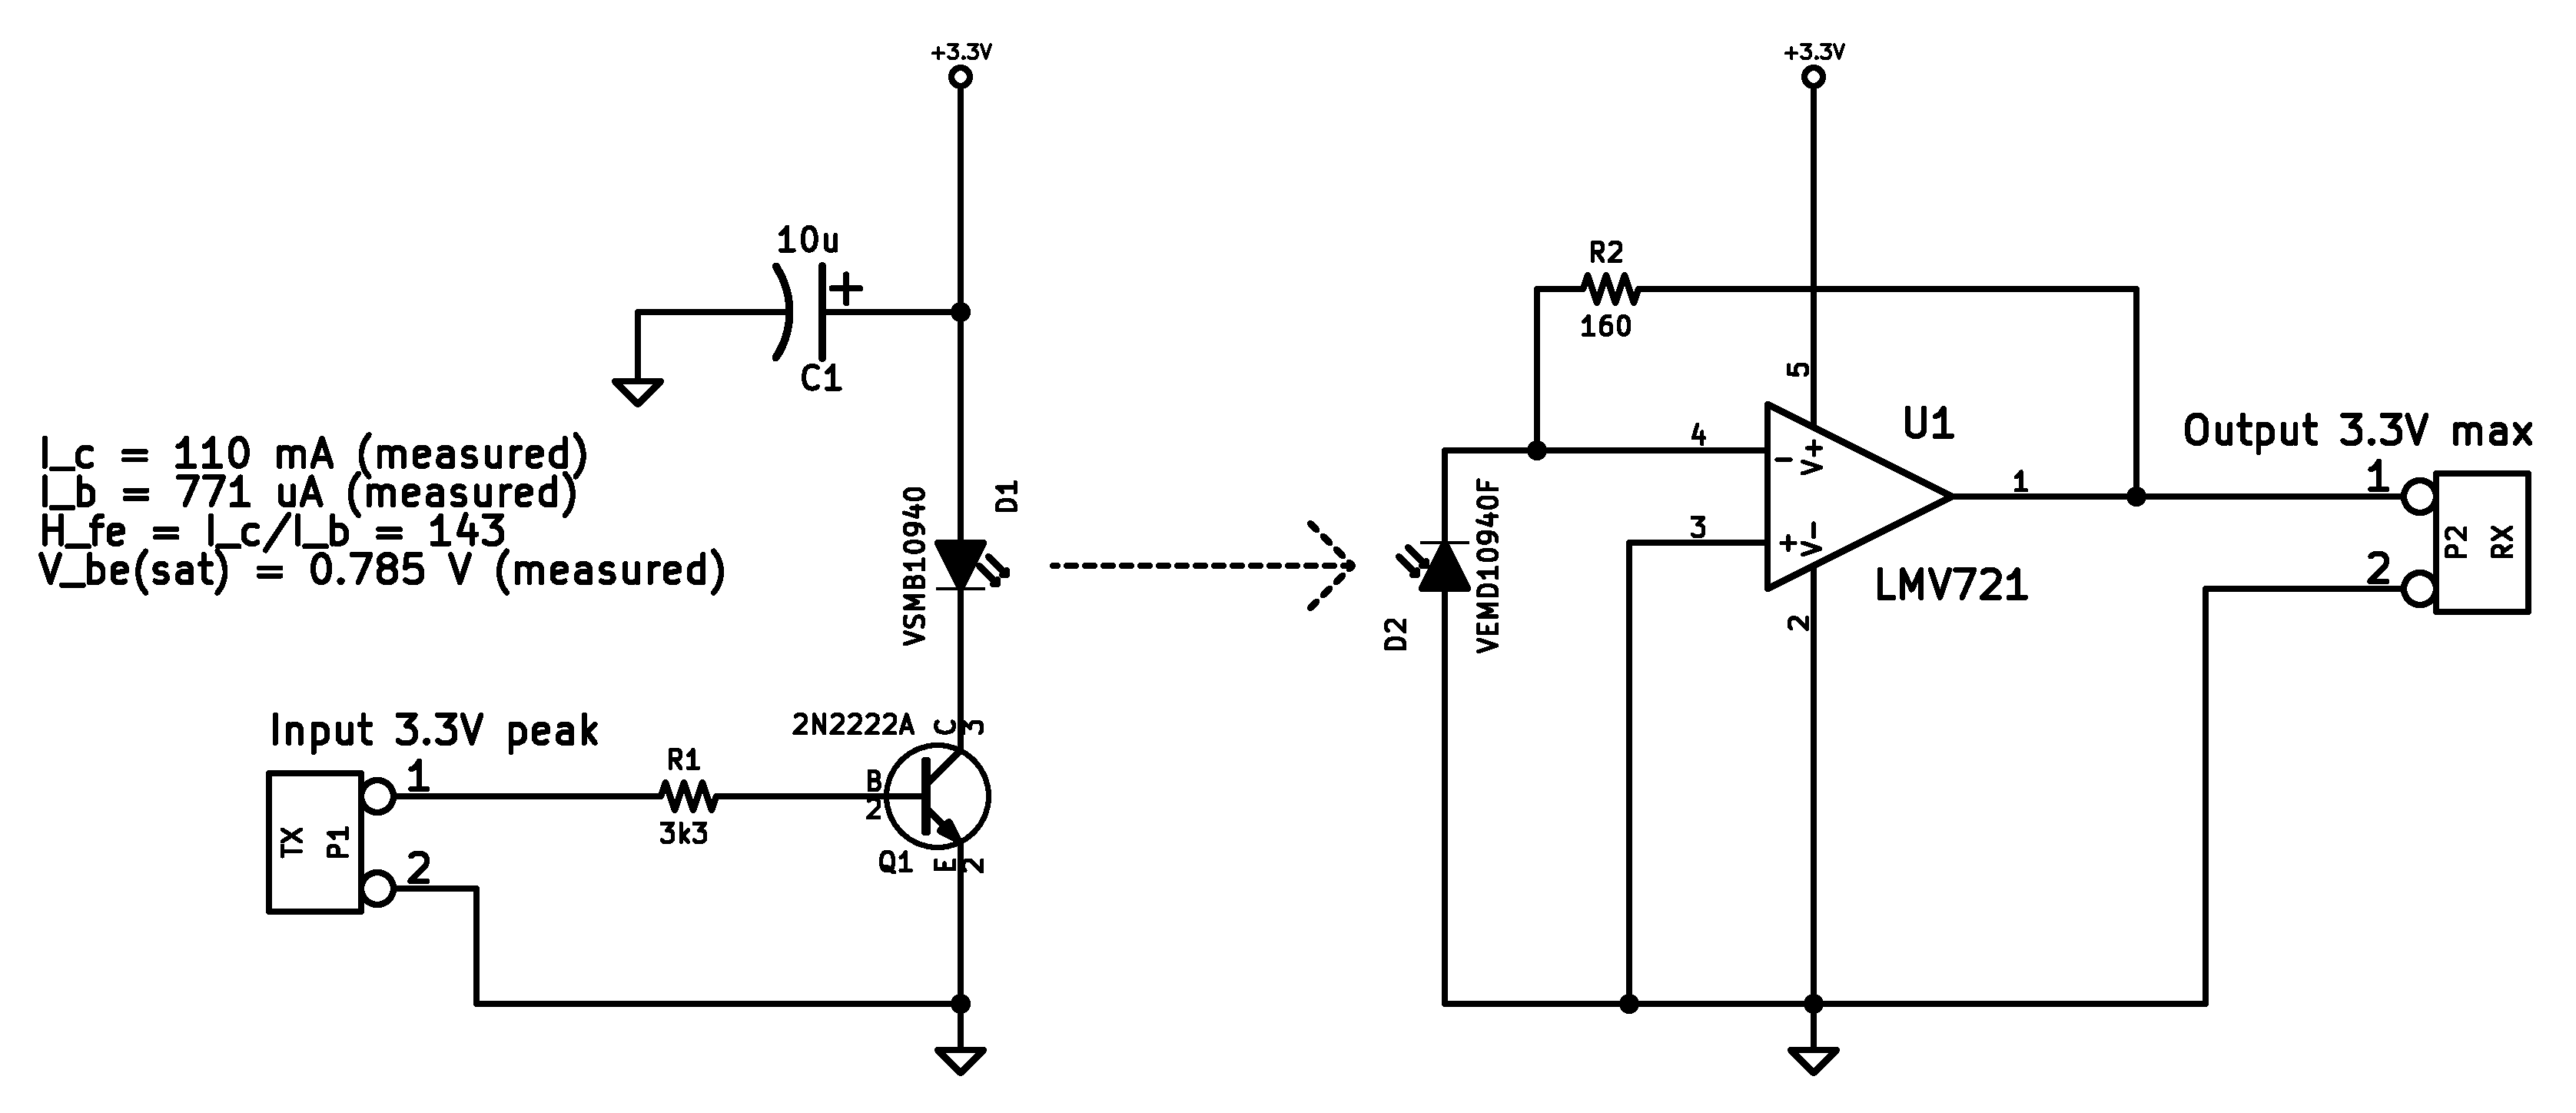 +3.3V
+3.3V
10u
+
C1
R2
160
I_c = 110 mA (measured)
I_b = 771 uA (measured)
H_fe = I_c/I_b = 143
V_be(sat) = 0.785 V (measured)
VSMB10940
D1
D2
VEMD10940F
5
4
3
-
+
V+
V-
2
U1
LMV721
1
Output 3.3V max
1
2
P2
RX
Input 3.3V peak
1
2
TX
P1
R1
3k3
2N2222A
C
3
B
2
Q1
E
2